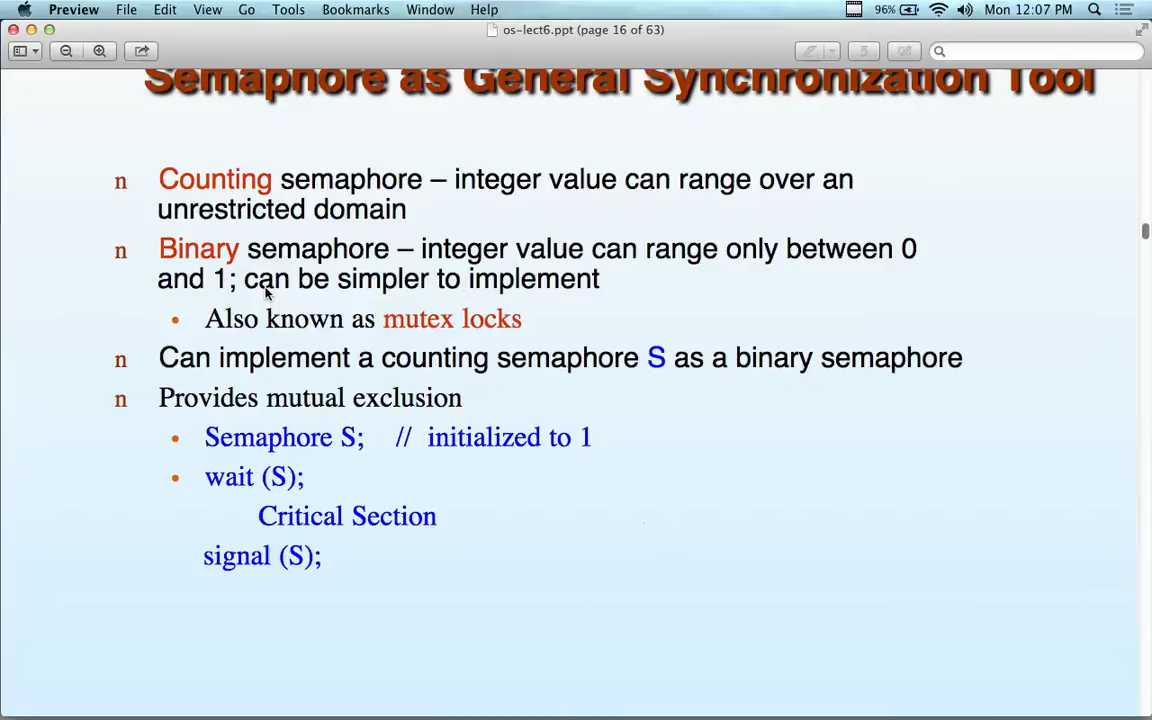 Preview File Edit View Go Tools Bookmarks Window Help 96% Mon 12:07 PM
os-lect6.ppt (page 16 of 63)
5
Semaphore as General Synchronization Tool
n Counting semaphore – integer value can range over an
unrestricted domain
n Binary semaphore – integer value can range only between 0
and 1; can be simpler to implement
• Also known as mutex locks
n Can implement a counting semaphore S as a binary semaphore
n Provides mutual exclusion
• Semaphore S; // initialized to 1
• wait (S);
Critical Section
signal (S);